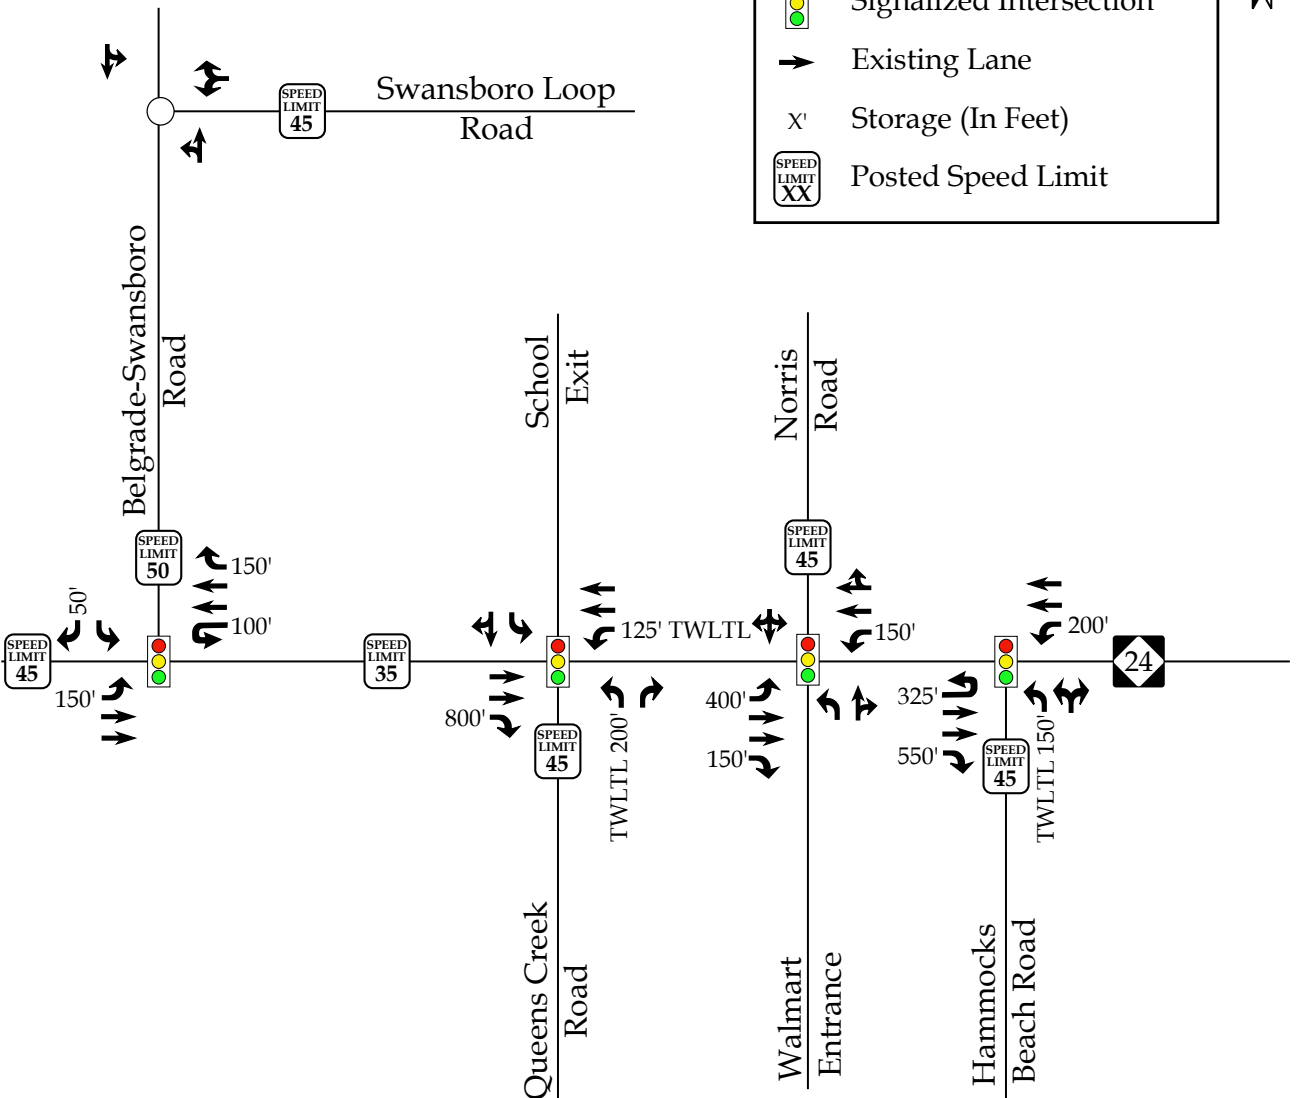 Signalized Intersection
Existing Lane
X' Storage (In Feet)
SPEED
LIMIT
XX
Posted Speed Limit
Swansboro Loop
Road
SPEED
LIMIT
45
Belgrade-Swansboro
Road
School
Exit
Norris
Road
SPEED
LIMIT
50
SPEED
LIMIT
45
150'
50'
100'
125' TWLTL
150'
200'
SPEED
LIMIT
45
SPEED
LIMIT
35
24
150'
800'
400'
325'
150'
550'
SPEED
LIMIT
45
TWLTL 200'
SPEED
LIMIT
45
TWLTL 150'
Queens Creek
Road
Walmart
Entrance
Hammocks
Beach Road